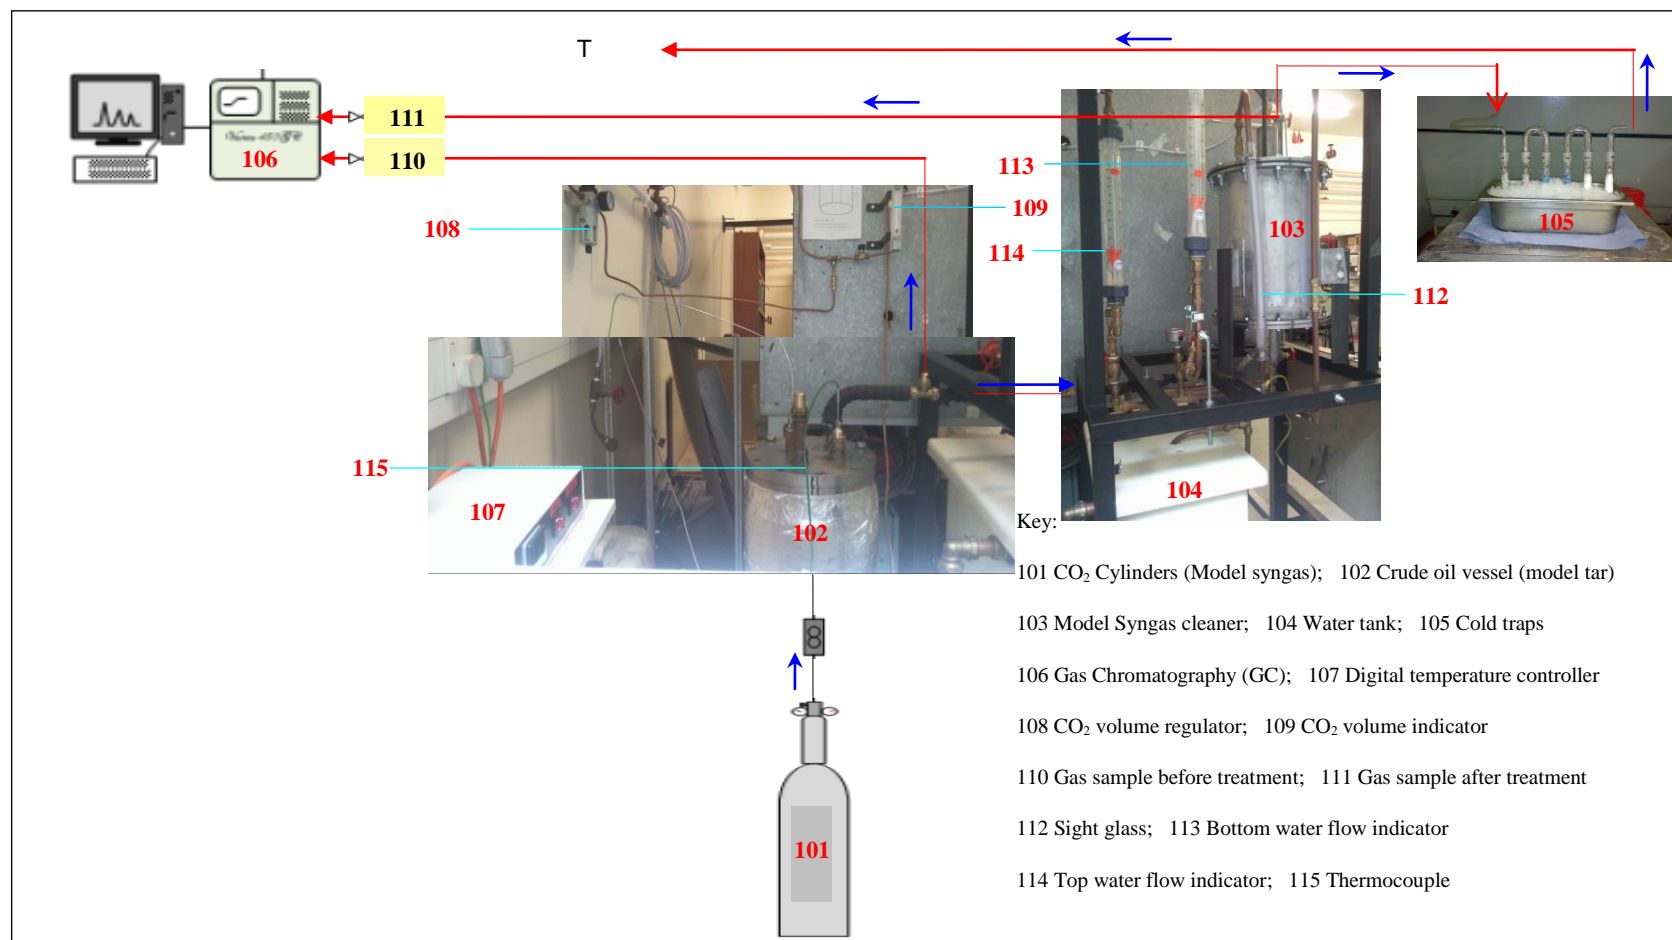 T
111
110
106
113
109
103
108
105
114
112
115
104
107
102
Key:
101 CO₂ Cylinders (Model syngas); 102 Crude oil vessel (model tar)
103 Model Syngas cleaner; 104 Water tank; 105 Cold traps
106 Gas Chromatography (GC); 107 Digital temperature controller
108 CO₂ volume regulator; 109 CO₂ volume indicator
110 Gas sample before treatment; 111 Gas sample after treatment
112 Sight glass; 113 Bottom water flow indicator
101
114 Top water flow indicator; 115 Thermocouple